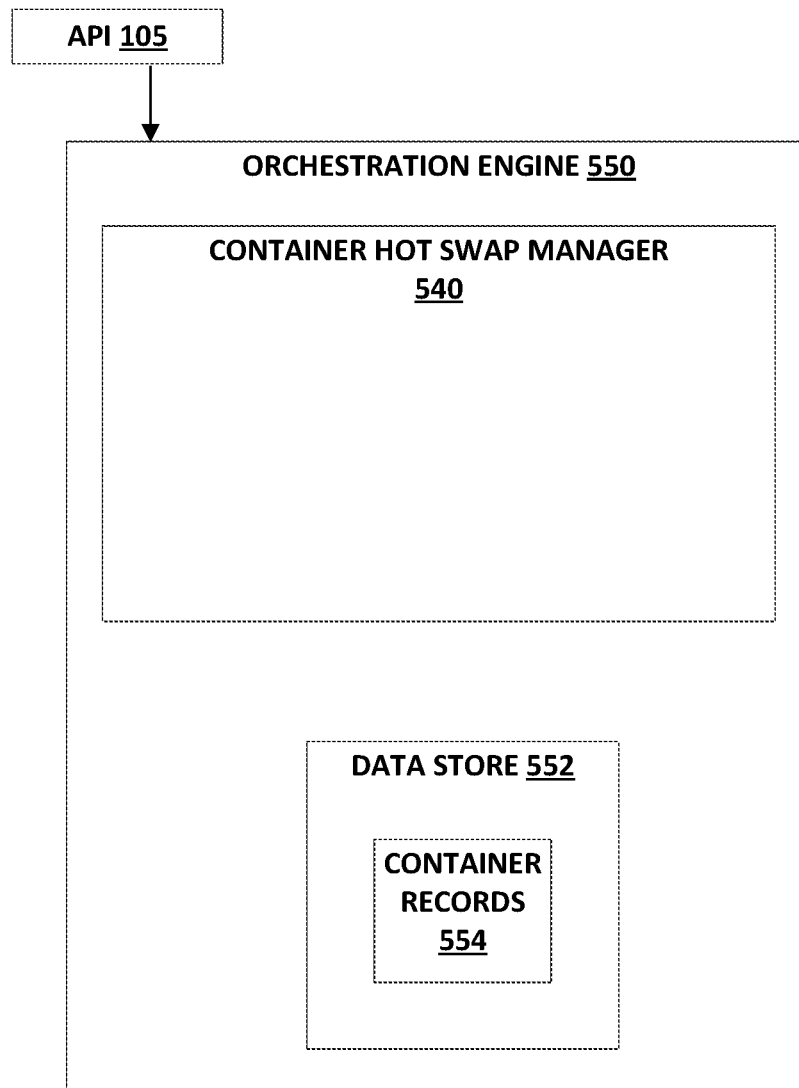 API 105
ORCHESTRATION ENGINE 550
CONTAINER HOT SWAP MANAGER
540
DATA STORE 552
CONTAINER
RECORDS
554